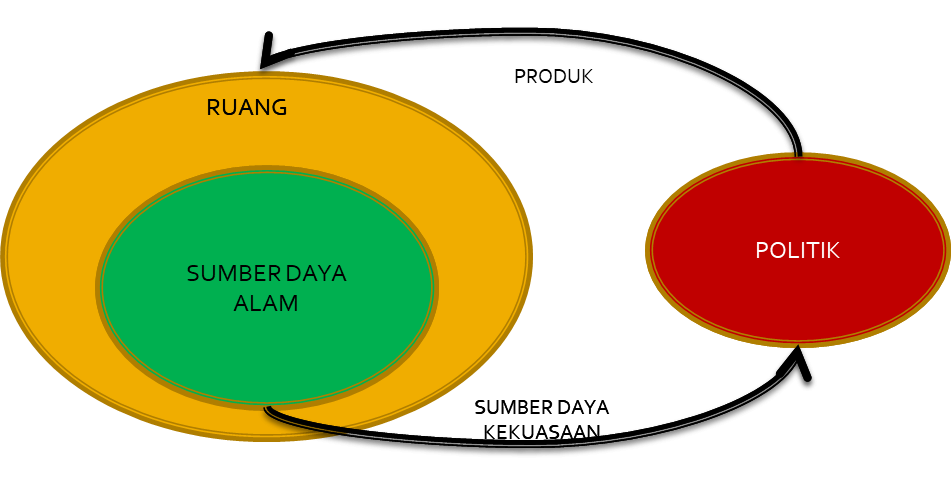 PRODUK
RUANG
POLITIK
SUMBER DAYA
ALAM
SUMBER DAYA
KEKUASAAN